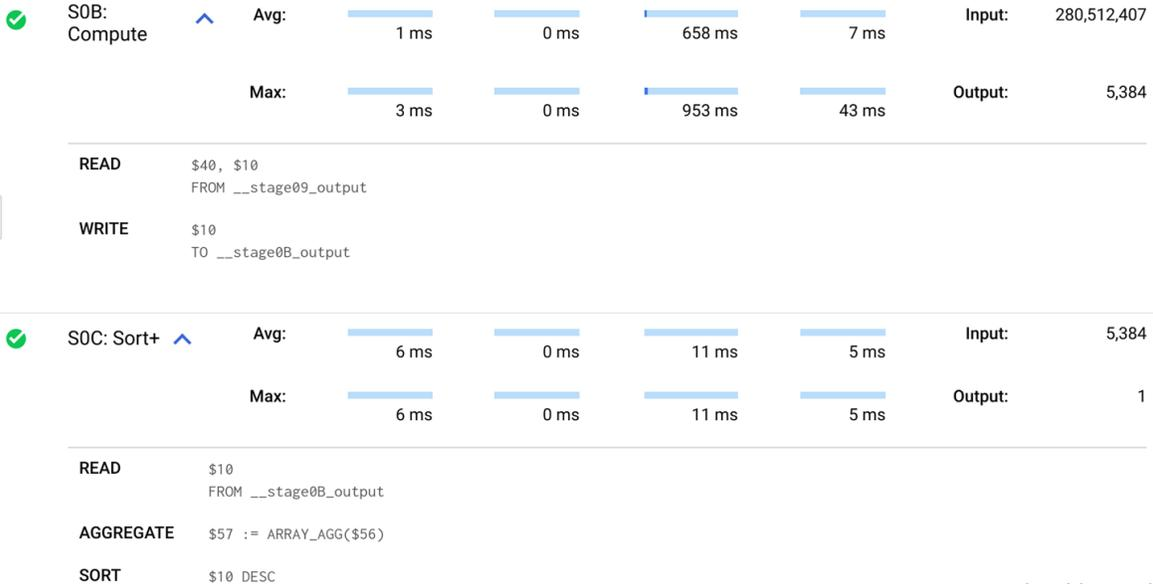 S0B:
Compute
Avg:
1 ms
0 ms
658 ms
7 ms
Input:
280,512,407
Max:
3 ms
0 ms
953 ms
43 ms
Output:
5,384
READ
$40, $10
FROM __stage09_output
WRITE
$10
TO __stage0B_output
S0C: Sort+
Avg:
6 ms
0 ms
11 ms
5 ms
Input:
5,384
Max:
6 ms
0 ms
11 ms
5 ms
Output:
1
READ
$10
FROM __stage0B_output
AGGREGATE
$57 := ARRAY_AGG($56)
SORT
$10 DESC